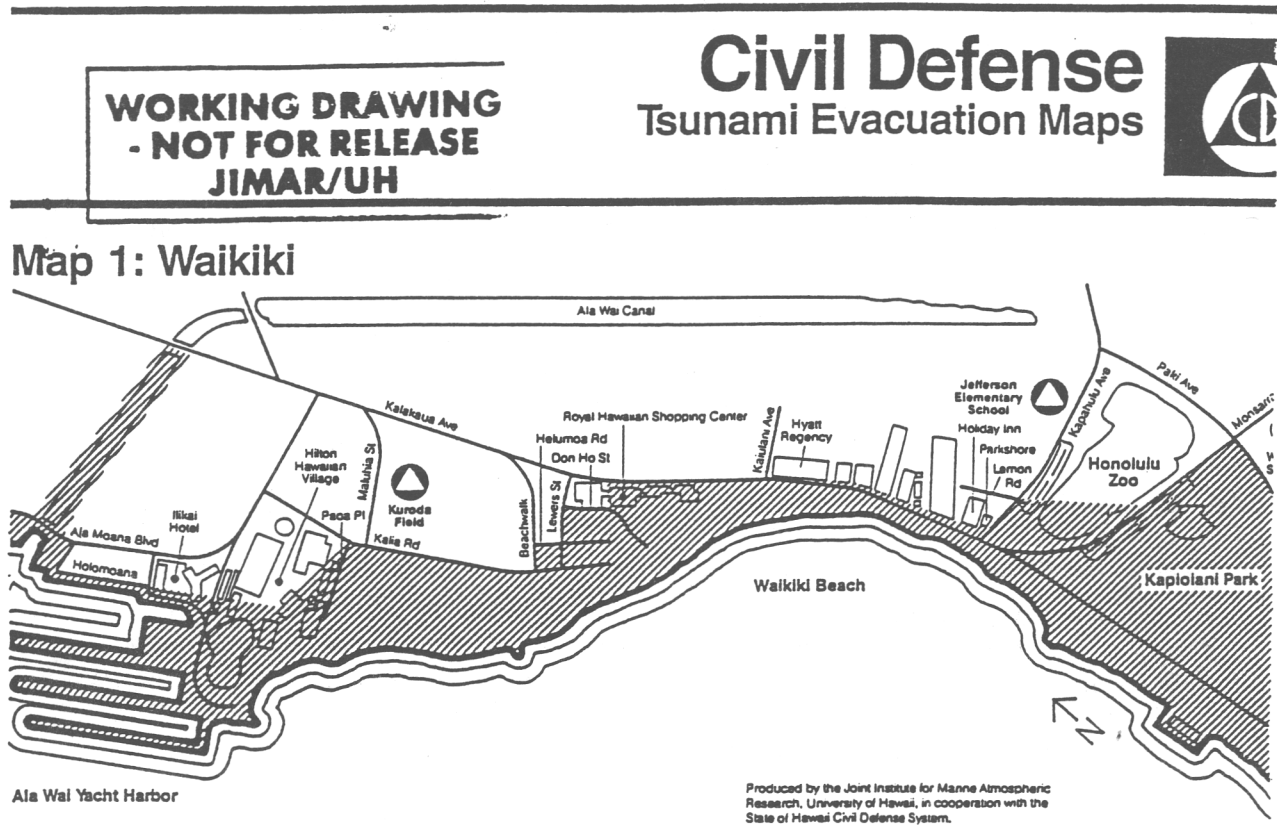 WORKING DRAWING
- NOT FOR RELEASE
JIMAR/UH
Civil Defense
Tsunami Evacuation Maps
CD
Map 1: Waikiki
Ala Wai Canal
Kalakaua Ave
Royal Hawaiian Shopping Center
Helumoa Rd
Don Ho St
Kaiulani Ave
Hyatt
Regency
Jefferson
Elementary
School
Holiday Inn
Parkshore
Lemon
Rd
Kapahulu Ave
Paki Ave
Honolulu
Zoo
Hilton
Hawaiian
Village
Maluhia St
Kuroda
Field
Ilikai
Hotel
Paoa Pl
Kalia Rd
Beachwalk
Lewers St
Ala Moana Blvd
Holomoana
Waikiki Beach
Kapiolani Park
N
Ala Wai Yacht Harbor
Produced by the Joint Institute for Marine Atmospheric
Research, University of Hawaii, in cooperation with the
State of Hawaii Civil Defense System.